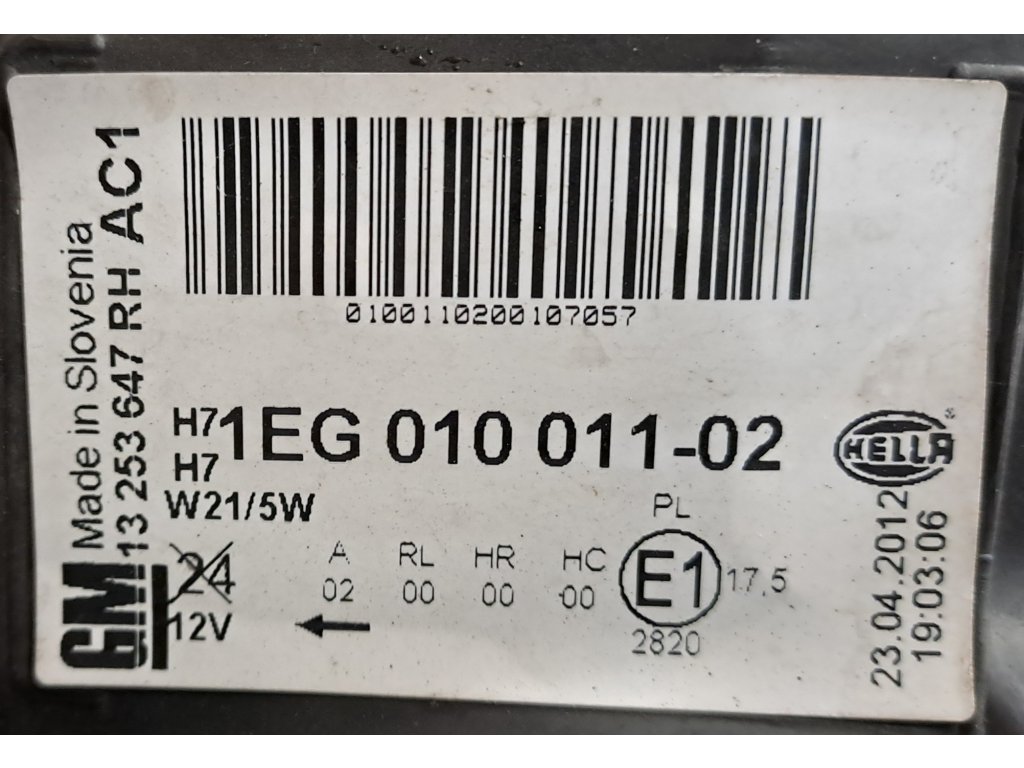 GM
Made in Slovenia
13 253 647 RH AC1
0100110200107057
H7
H7
1EG 010 011-02
HELLA
®
W21/5W
PL
24
12V
A RL HR HC
02 00 00 00
E1
17.5
2820
23.04.2012
19:03:06